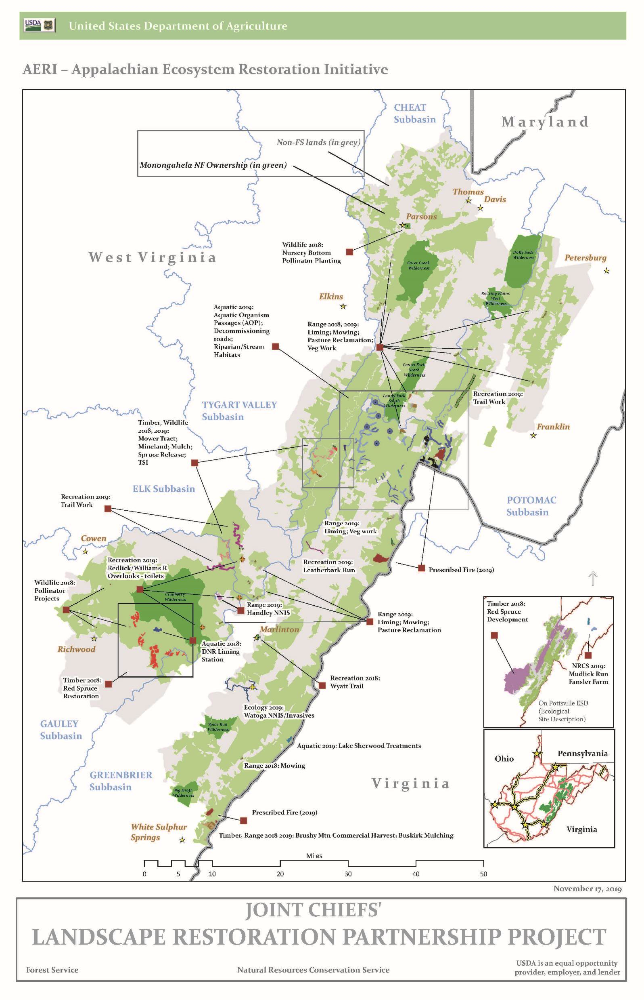 USDA
United States Department of Agriculture
AERI – Appalachian Ecosystem Restoration Initiative
CHEAT
Subbasin
Maryland
Non-FS lands (in grey)
Monongahela NF Ownership (in green)
Thomas
Davis
Parsons
Wildlife 2018:
Nursery Bottom
Pollinator Planting
West Virginia
Otter Creek
Wilderness
Dolly Sods
Wilderness
Petersburg
Roaring Plains
West
Wilderness
Elkins
Aquatic 2019:
Aquatic Organism
Passages (AOP);
Decommissioning
roads;
Riparian/Stream
Habitats
Range 2018, 2019:
Liming; Mowing;
Pasture Reclamation;
Veg Work
Laurel Fork
North
Wilderness
Laurel Fork
South
Wilderness
Recreation 2019:
Trail Work
TYGART VALLEY
Subbasin
Franklin
Timber, Wildlife
2018, 2019:
Mower Tract;
Mineland; Mulch;
Spruce Release;
TSI
ELK Subbasin
Recreation 2019:
Trail Work
POTOMAC
Subbasin
Range 2019:
Liming; Veg work
Cowen
Recreation 2019:
Redlick/Williams R
Overlooks - toilets
Recreation 2019:
Leatherbark Run
Prescribed Fire (2019)
Wildlife 2018:
Pollinator
Projects
Cranberry
Wilderness
Range 2019:
Handley NNIS
Range 2019:
Liming; Mowing;
Pasture Reclamation
Marlinton
Richwood
Aquatic 2018:
DNR Liming
Station
Timber 2018:
Red Spruce
Restoration
Recreation 2018:
Wyatt Trail
Ecology 2019:
Watoga NNIS/Invasives
GAULEY
Subbasin
Spice Run
Wilderness
Aquatic 2019: Lake Sherwood Treatments
Range 2018: Mowing
GREENBRIER
Subbasin
Virginia
Big Draft
Wilderness
Prescribed Fire (2019)
White Sulphur
Springs
Timber, Range 2018 2019: Brushy Mtn Commercial Harvest; Buskirk Mulching
Timber 2018:
Red Spruce
Development
NRCS 2019:
Mudlick Run
Fansler Farm
On Pottsville ESD
(Ecological
Site Description)
Ohio
Pennsylvania
Virginia
Miles
0 5 10 20 30 40 50
November 17, 2019
JOINT CHIEFS'
LANDSCAPE RESTORATION PARTNERSHIP PROJECT
Forest Service
Natural Resources Conservation Service
USDA is an equal opportunity
provider, employer, and lender